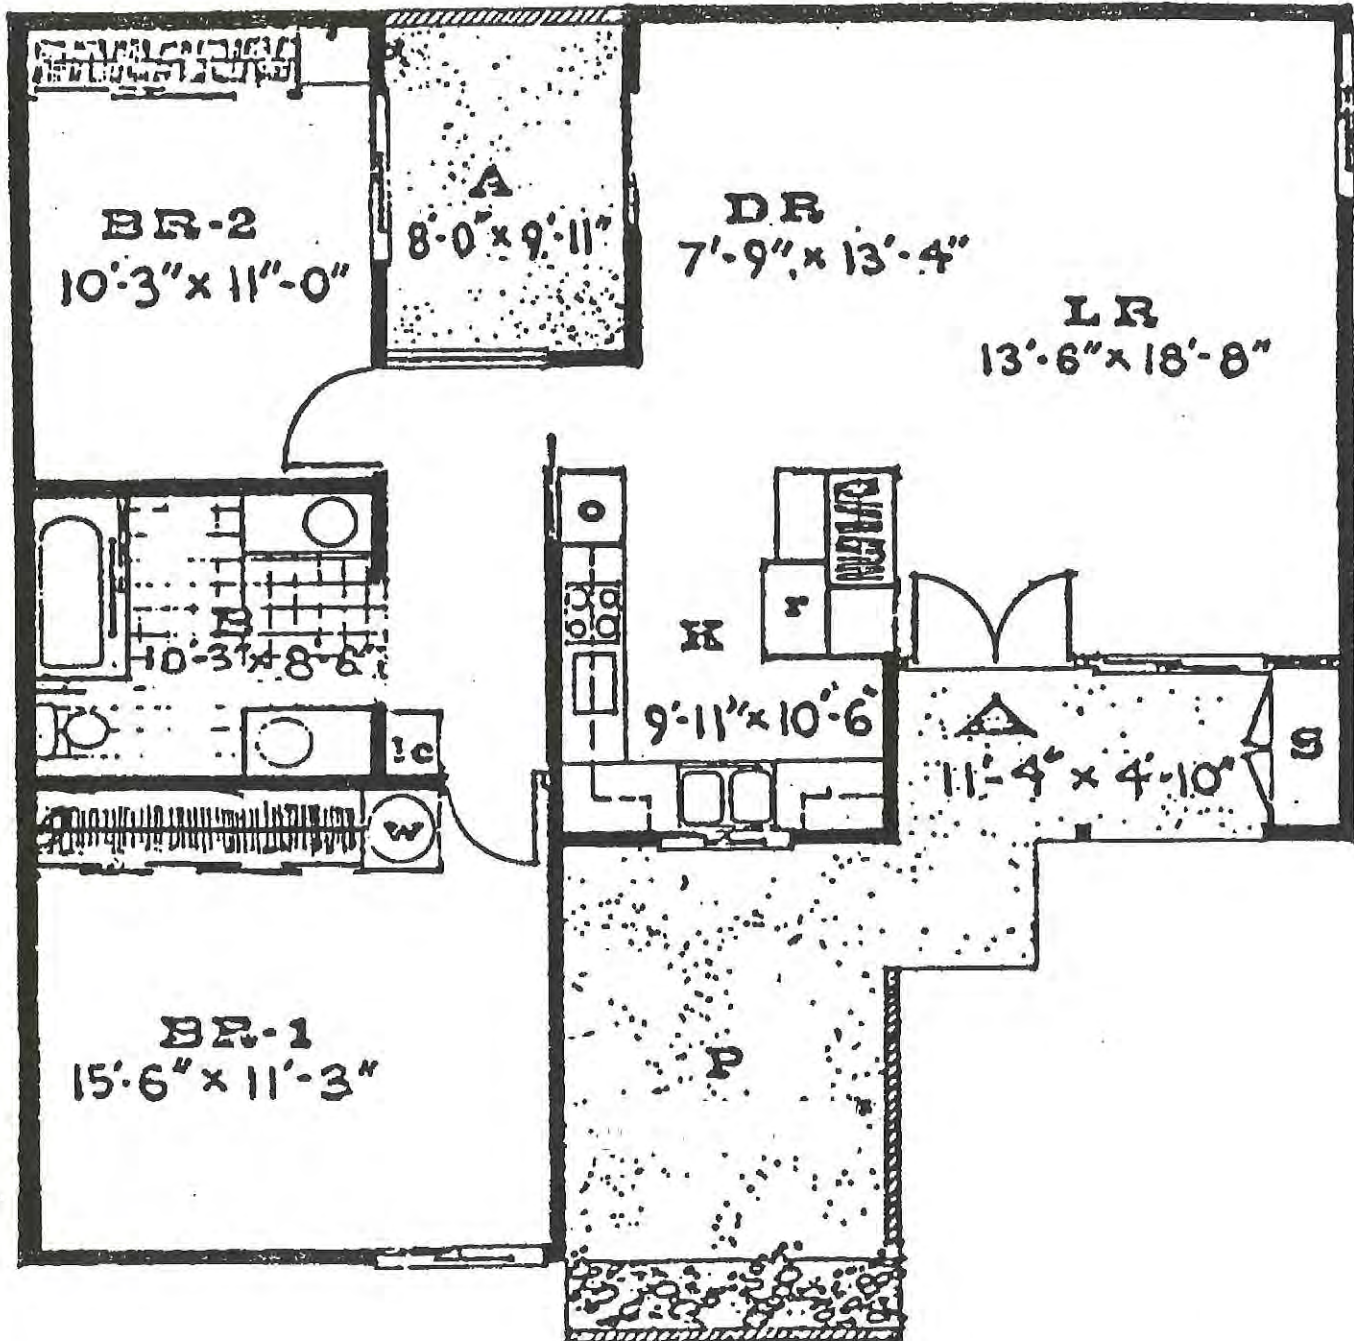 BR-2
10'-3" x 11"-0"
A
8'-0" x 9'-11"
DR
7'-9" x 13'-4"
LR
13'-6" x 18'-8"
o
r
K
9'-11" x 10'-6"
B
10'-3" x 8'-6"
lc
w
11'-4" x 4'-10"
S
BR-1
15'-6" x 11'-3"
P